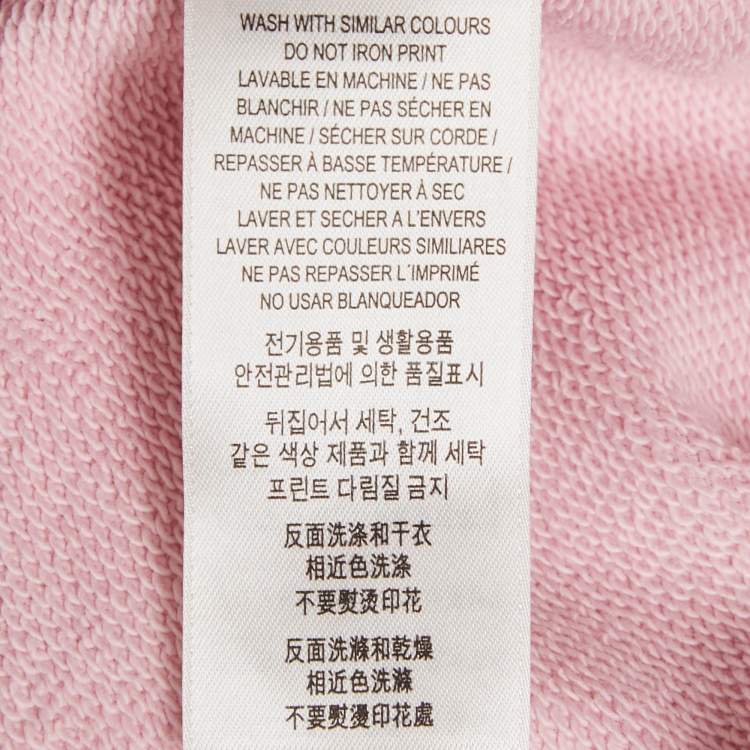 WASH WITH SIMILAR COLOURS
DO NOT IRON PRINT
LAVABLE EN MACHINE / NE PAS
BLANCHIR / NE PAS SÉCHER EN
MACHINE / SÉCHER SUR CORDE /
REPASSER À BASSE TEMPÉRATURE /
NE PAS NETTOYER À SEC
LAVER ET SECHER A L'ENVERS
LAVER AVEC COULEURS SIMILIARES
NE PAS REPASSER L'IMPRIMÉ
NO USAR BLANQUEADOR
전기용품 및 생활용품
안전관리법에 의한 품질표시
뒤집어서 세탁, 건조
같은 색상 제품과 함께 세탁
프린트 다림질 금지
反面洗涤和干衣
相近色洗涤
不要熨烫印花
反面洗滌和乾燥
相近色洗滌
不要熨燙印花處